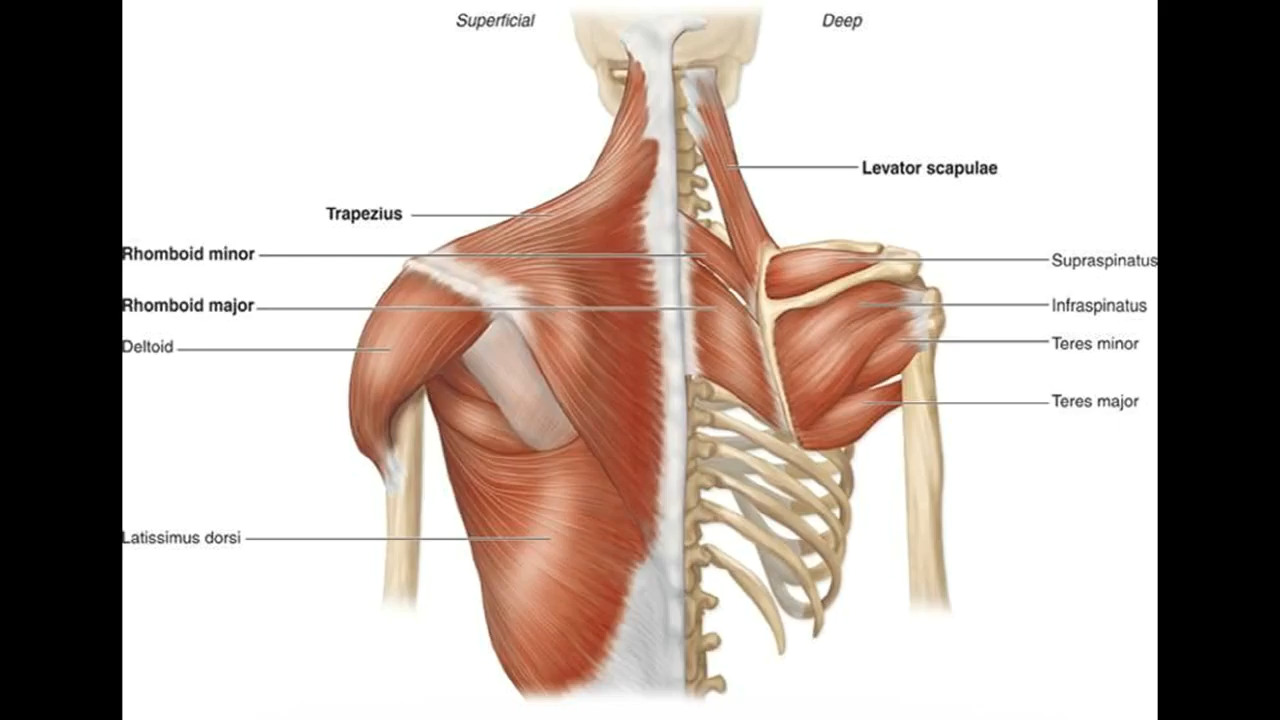 Superficial
Deep
Levator scapulae
Trapezius
Rhomboid minor
Supraspinatus
Rhomboid major
Infraspinatus
Deltoid
Teres minor
Teres major
Latissimus dorsi